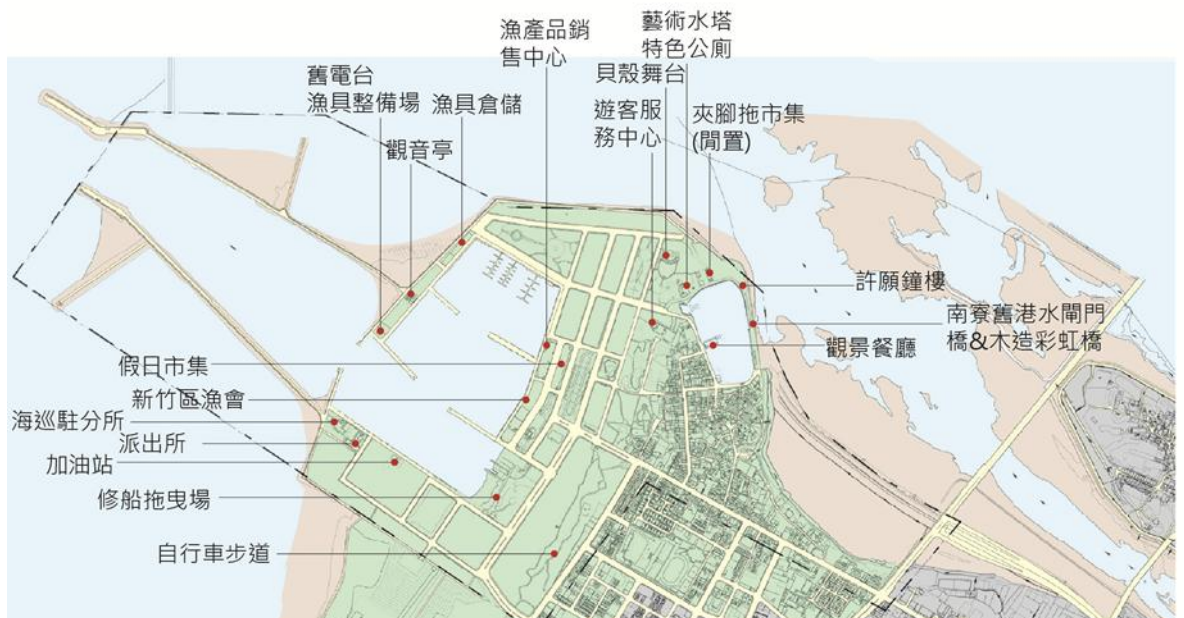 漁產品銷
售中心
藝術水塔
特色公廁
貝殼舞台
舊電台
漁具整備場
漁具倉儲
遊客服
務中心
夾腳拖市集
(閒置)
觀音亭
許願鐘樓
南寮舊港水閘門
橋&木造彩虹橋
觀景餐廳
假日市集
新竹區漁會
海巡駐分所
派出所
加油站
修船拖曳場
自行車步道